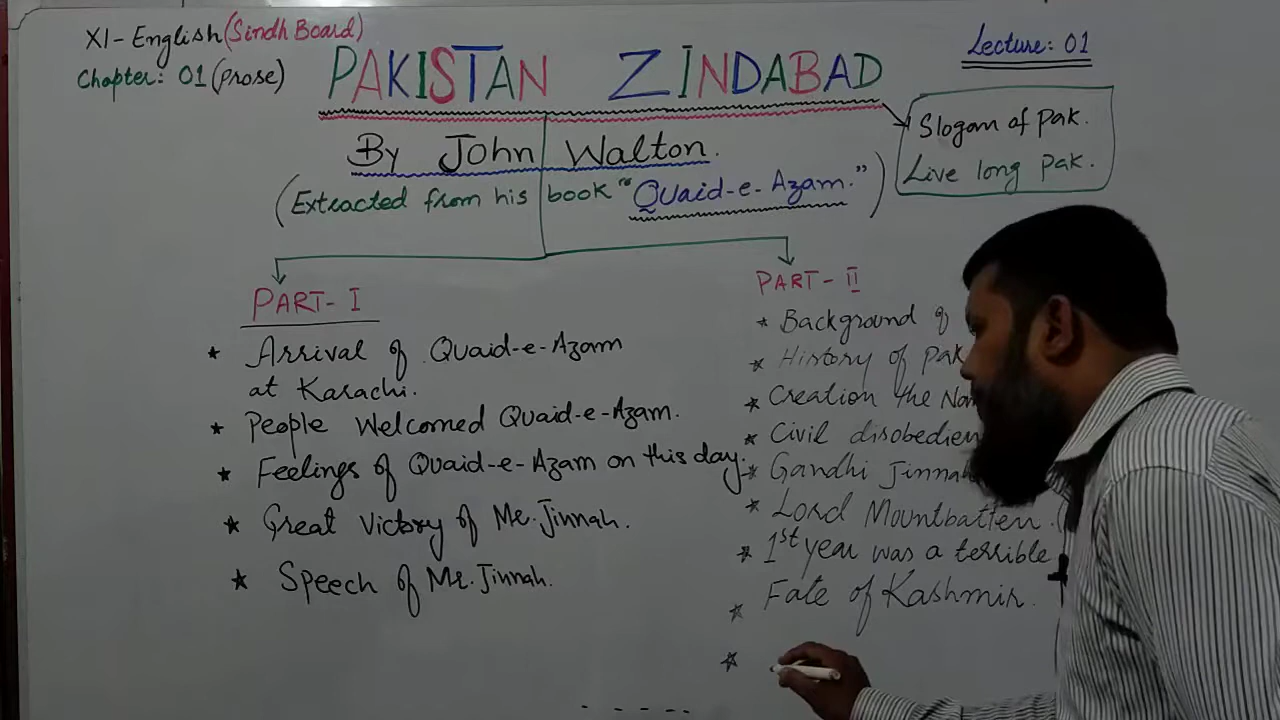 XI-English (Sindh Board)
Chapter: 01 (Prose)
PAKISTAN ZINDABAD
Lecture: 01
Slogan of Pak.
Live long Pak.
By John Walton.
(Extracted from his book "Quaid-e-Azam.")
PART-I
* Arrival of Quaid-e-Azam
at Karachi.
* People Welcomed Quaid-e-Azam.
* Feelings of Quaid-e-Azam on this day.
* Great Victory of Mr. Jinnah.
* Speech of Mr. Jinnah.
PART-II
* Background of
* History of Pak
* Creation the
* Civil
* Gandhi Jinnah
* Lord Mountbatten.
* 1st year was a terrible
* Fate of Kashmir.
*